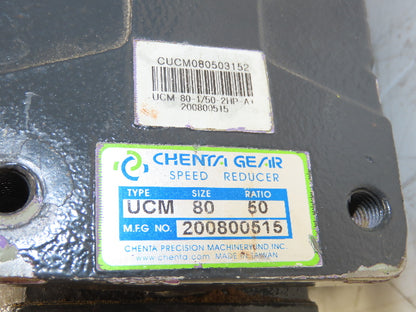 CUCM080503152
UCM 80-1/50-2HP-A+
200800515
CHENTA GEAR
SPEED REDUCER
TYPE SIZE RATIO
UCM 80 50
M.F.G NO. 200800515
CHENTA PRECISION MACHINERY IND INC.
www.chenta.com MADE IN TAIWAN